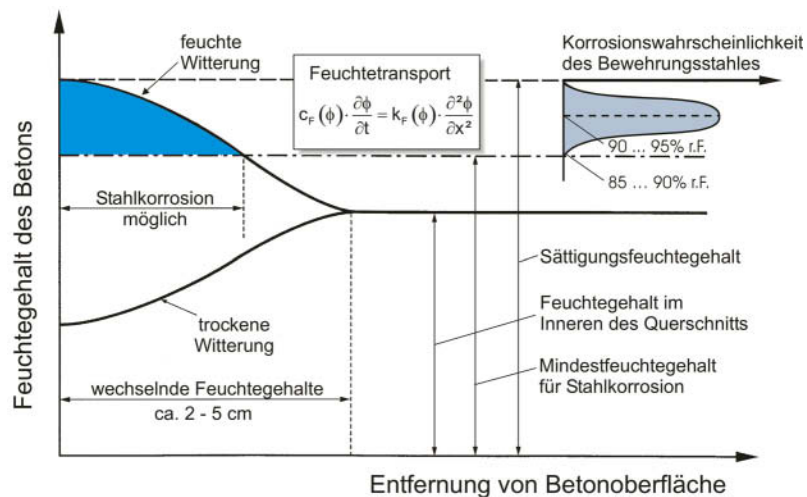 feuchte
Witterung
Feuchtetransport
c_F(ϕ)·∂ϕ/∂t = k_F(ϕ)·∂²ϕ/∂x²
Korrosionswahrscheinlichkeit
des Bewehrungsstahles
90 ... 95% r.F.
85 ... 90% r.F.
Stahlkorrosion
möglich
trockene
Witterung
wechselnde Feuchtegehalte
ca. 2 - 5 cm
Sättigungsfeuchtegehalt
Feuchtegehalt im
Inneren des Querschnitts
Mindestfeuchtegehalt
für Stahlkorrosion
Feuchtegehalt des Betons
Entfernung von Betonoberfläche